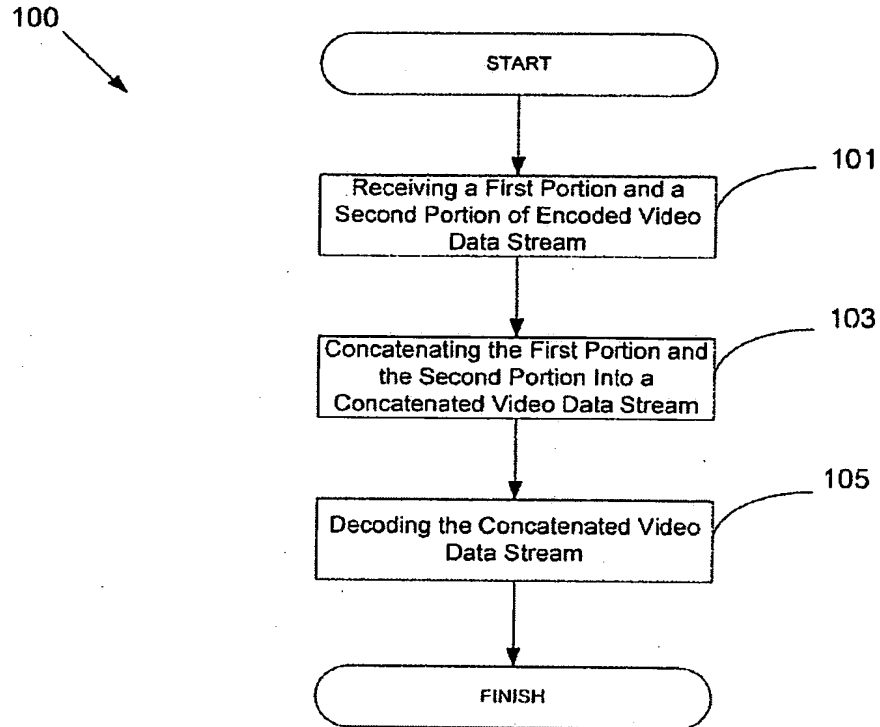 100
START
101
Receiving a First Portion and a
Second Portion of Encoded Video
Data Stream
103
Concatenating the First Portion and
the Second Portion Into a
Concatenated Video Data Stream
105
Decoding the Concatenated Video
Data Stream
FINISH